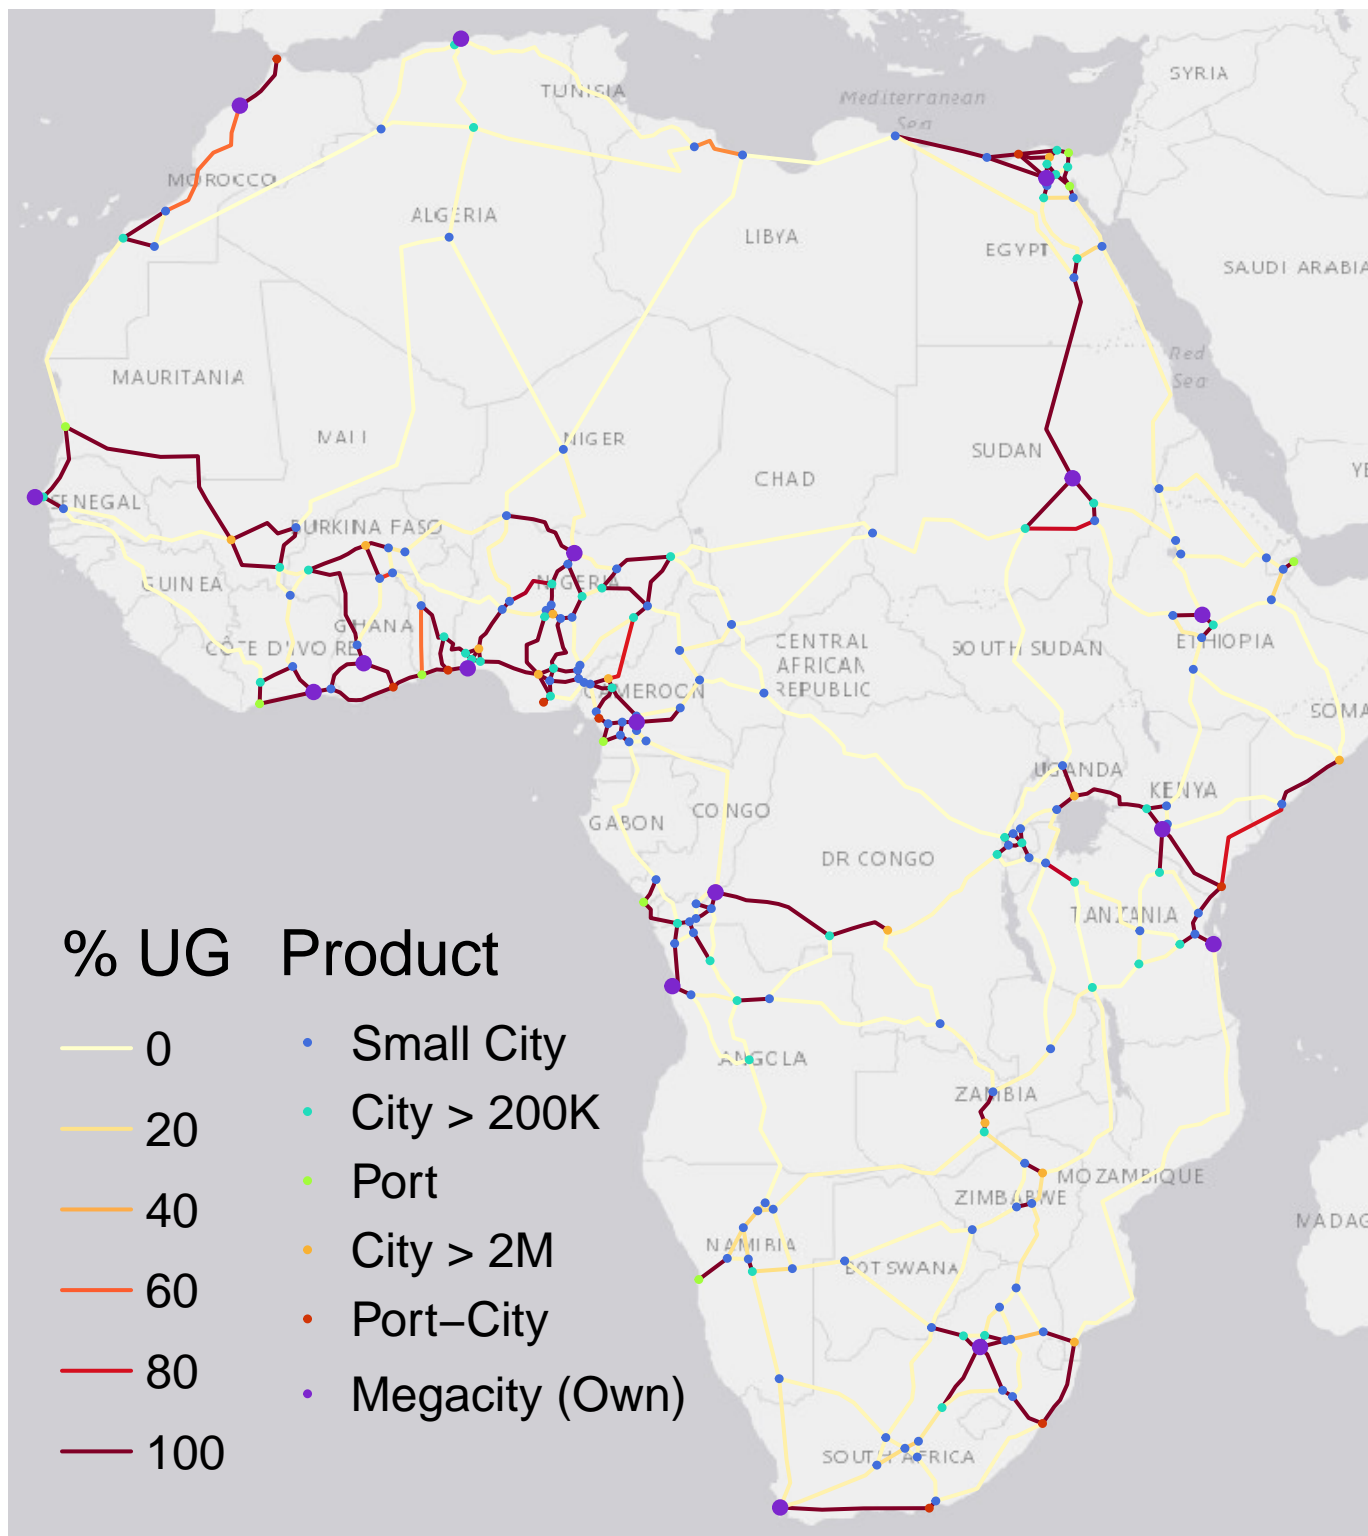 SYRIA
TUNISIA
Mediterranean
Sea
MOROCCO
ALGERIA
LIBYA
EGYPT
SAUDI ARABIA
Red
Sea
MAURITANIA
MALI
NIGER
SUDAN
CHAD
YE
SENEGAL
BURKINA FASO
NIGERIA
GUINEA
GHANA
CÔTE D'IVOIRE
CENTRAL
AFRICAN
REPUBLIC
SOUTH SUDAN
ETHIOPIA
CAMEROON
SOMA
UGANDA
KENYA
CONGO
GABON
DR CONGO
TANZANIA
% UG Product
0 Small City
20 City > 200K
40 Port
60 City > 2M
80 Port−City
100 Megacity (Own)
ANGOLA
ZAMBIA
MOZAMBIQUE
ZIMBABWE
MADAG
NAMIBIA
BOTSWANA
SOUTH AFRICA